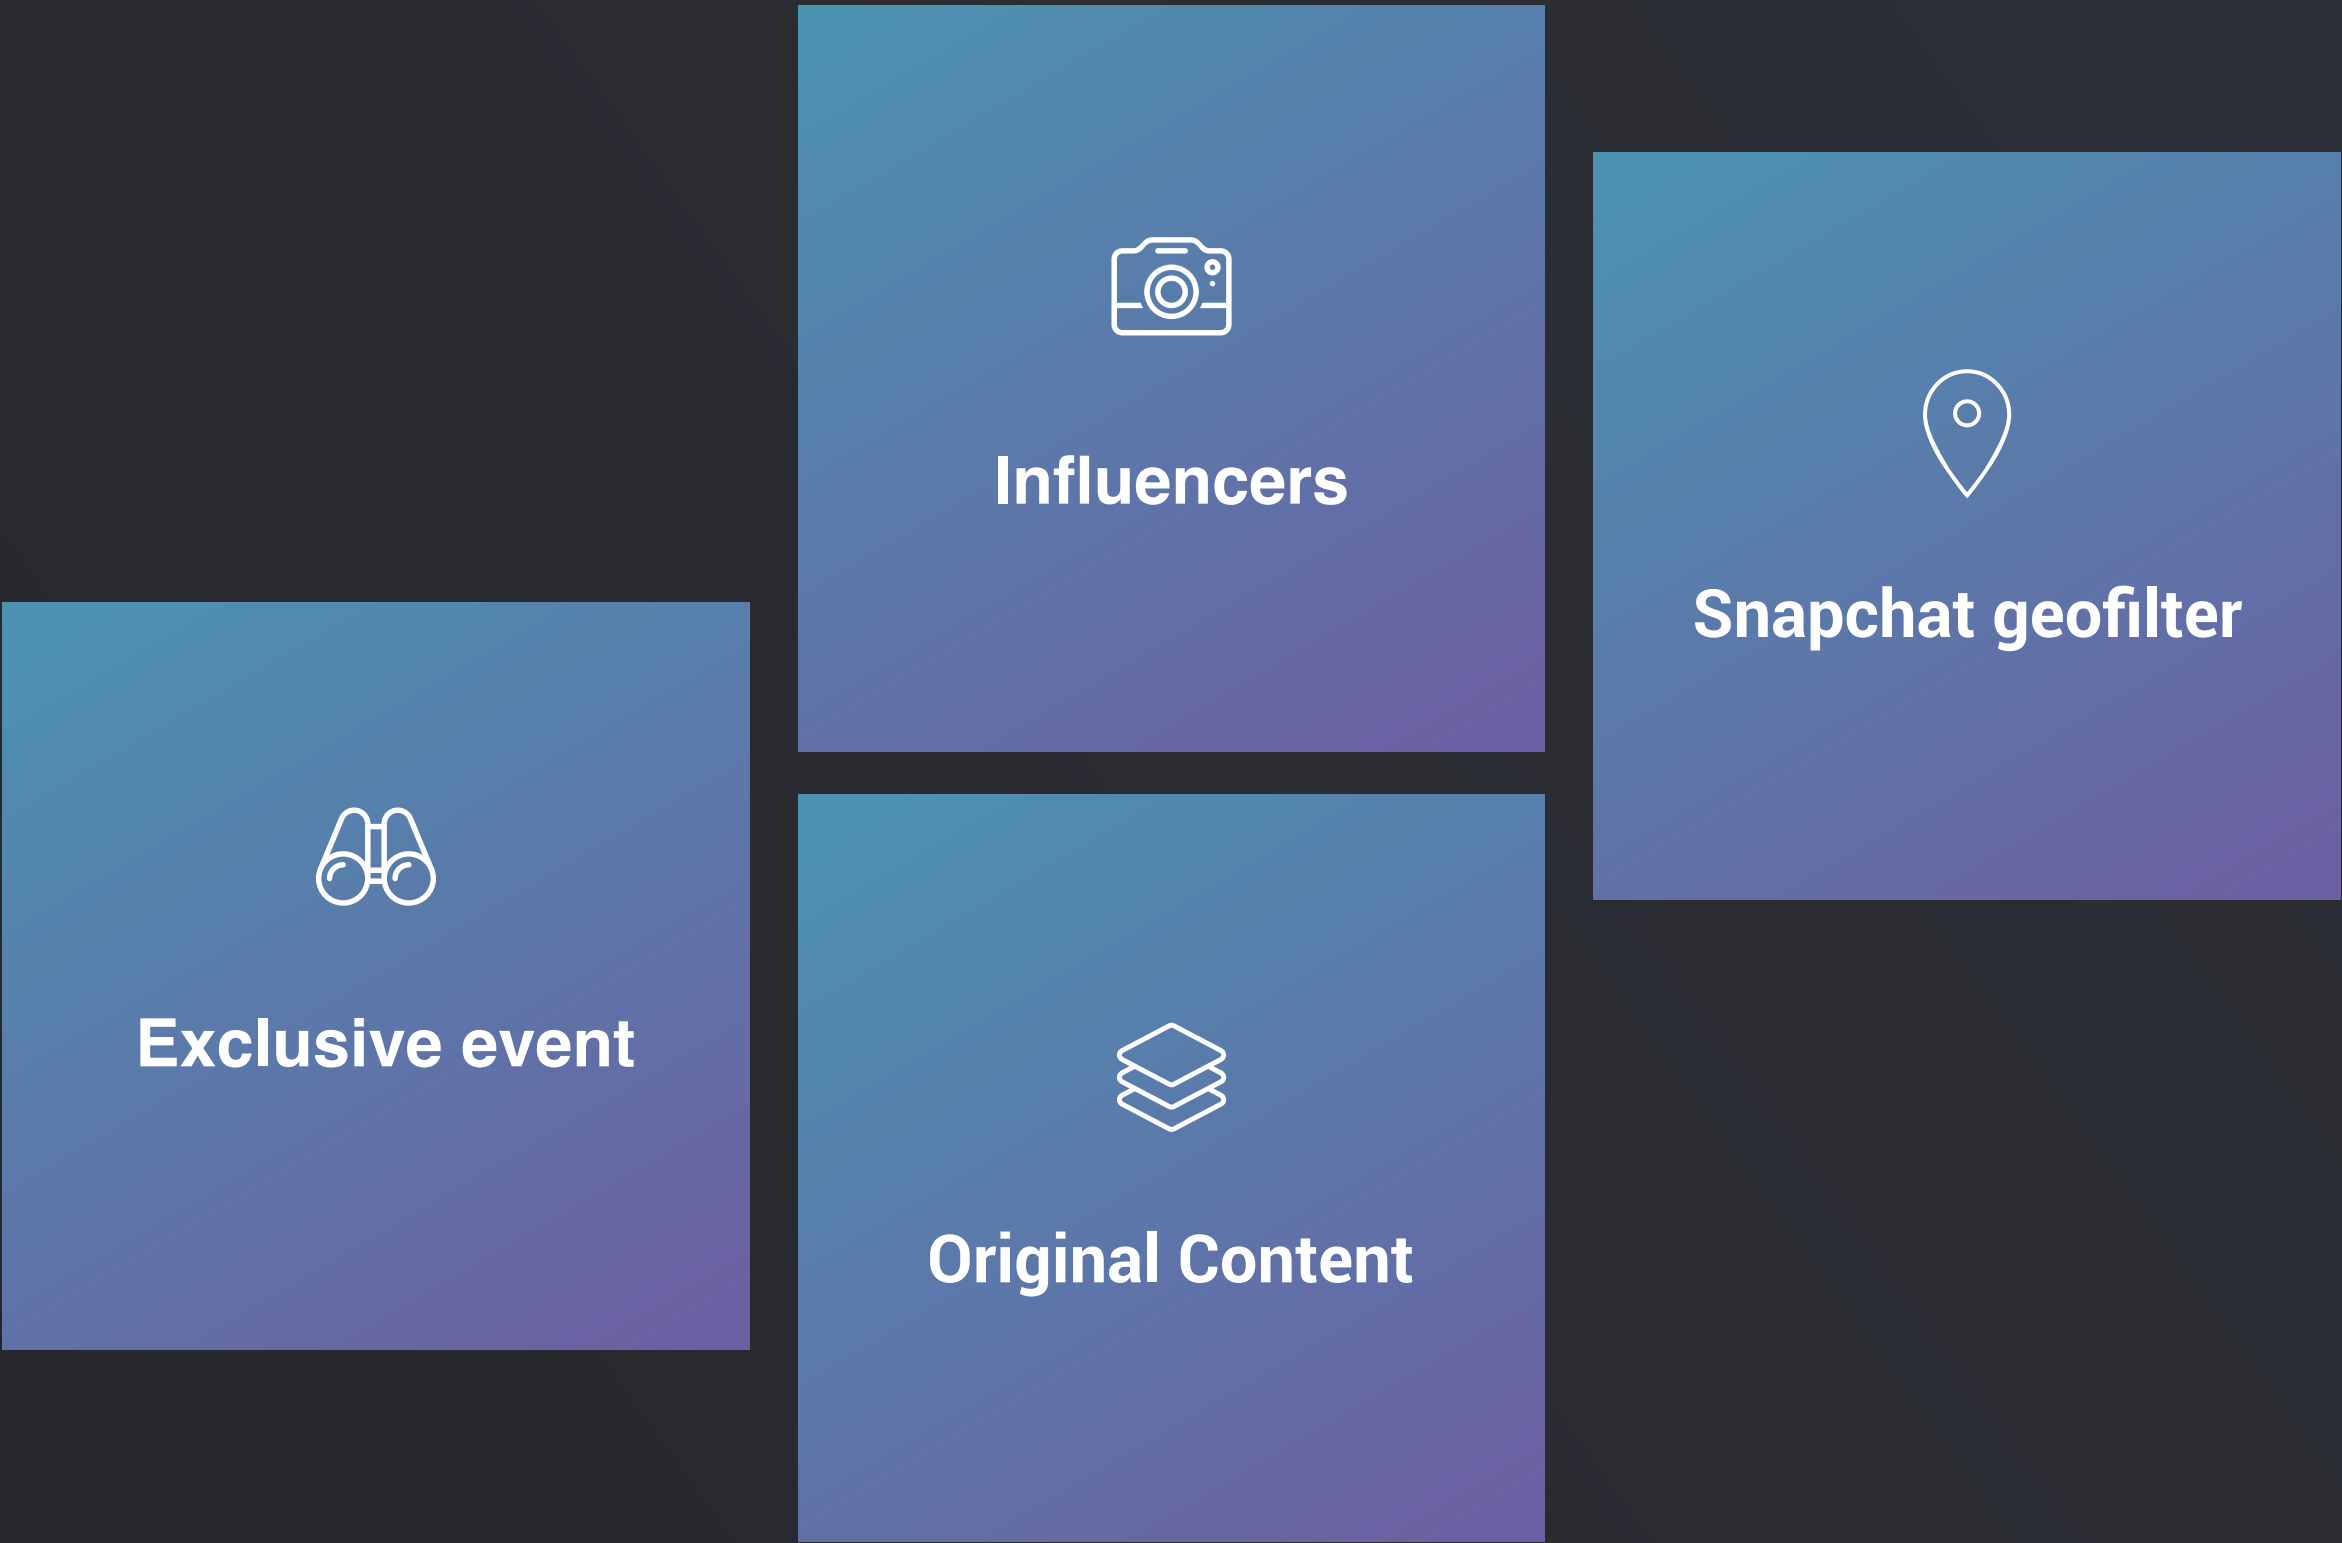 Influencers
Snapchat geofilter
Exclusive event
Original Content